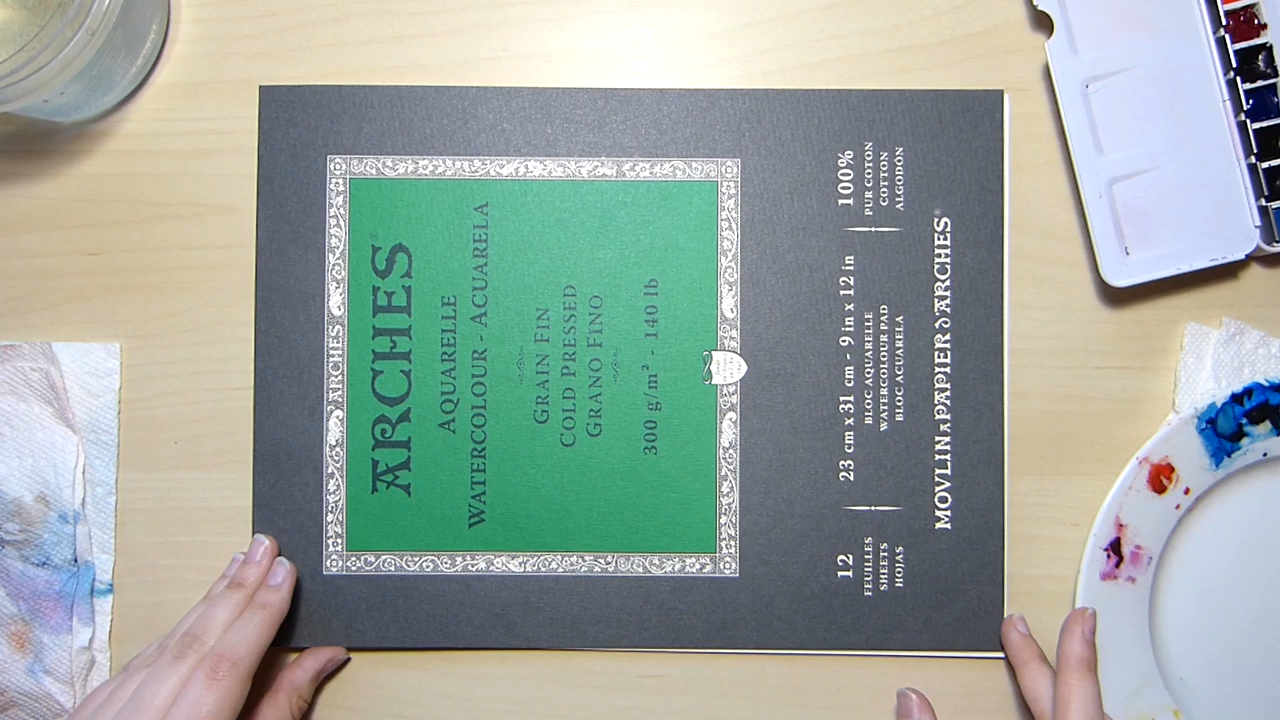 ARCHES
ARCHES®
AQUARELLE
WATERCOLOUR - ACUARELA
GRAIN FIN
COLD PRESSED
GRANO FINO
300 g/m² - 140 lb
12
FEUILLES
SHEETS
HOJAS
23 cm x 31 cm - 9 in x 12 in
BLOC AQUARELLE
WATERCOLOUR PAD
BLOC ACUARELA
100%
PUR COTON
COTTON
ALGODÓN
MOVLIN À PAPIER D'ARCHES®